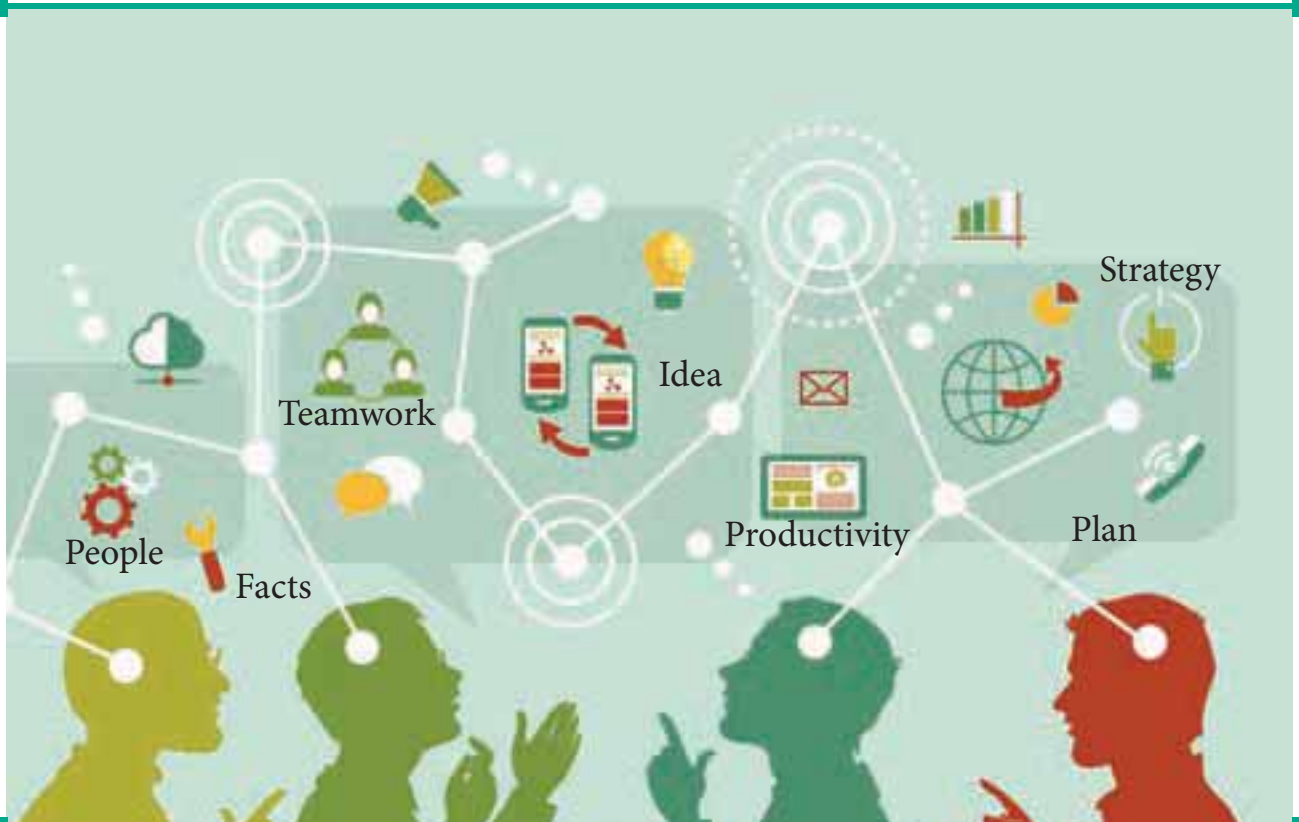 Strategy
Idea
Teamwork
Productivity
Plan
People
Facts